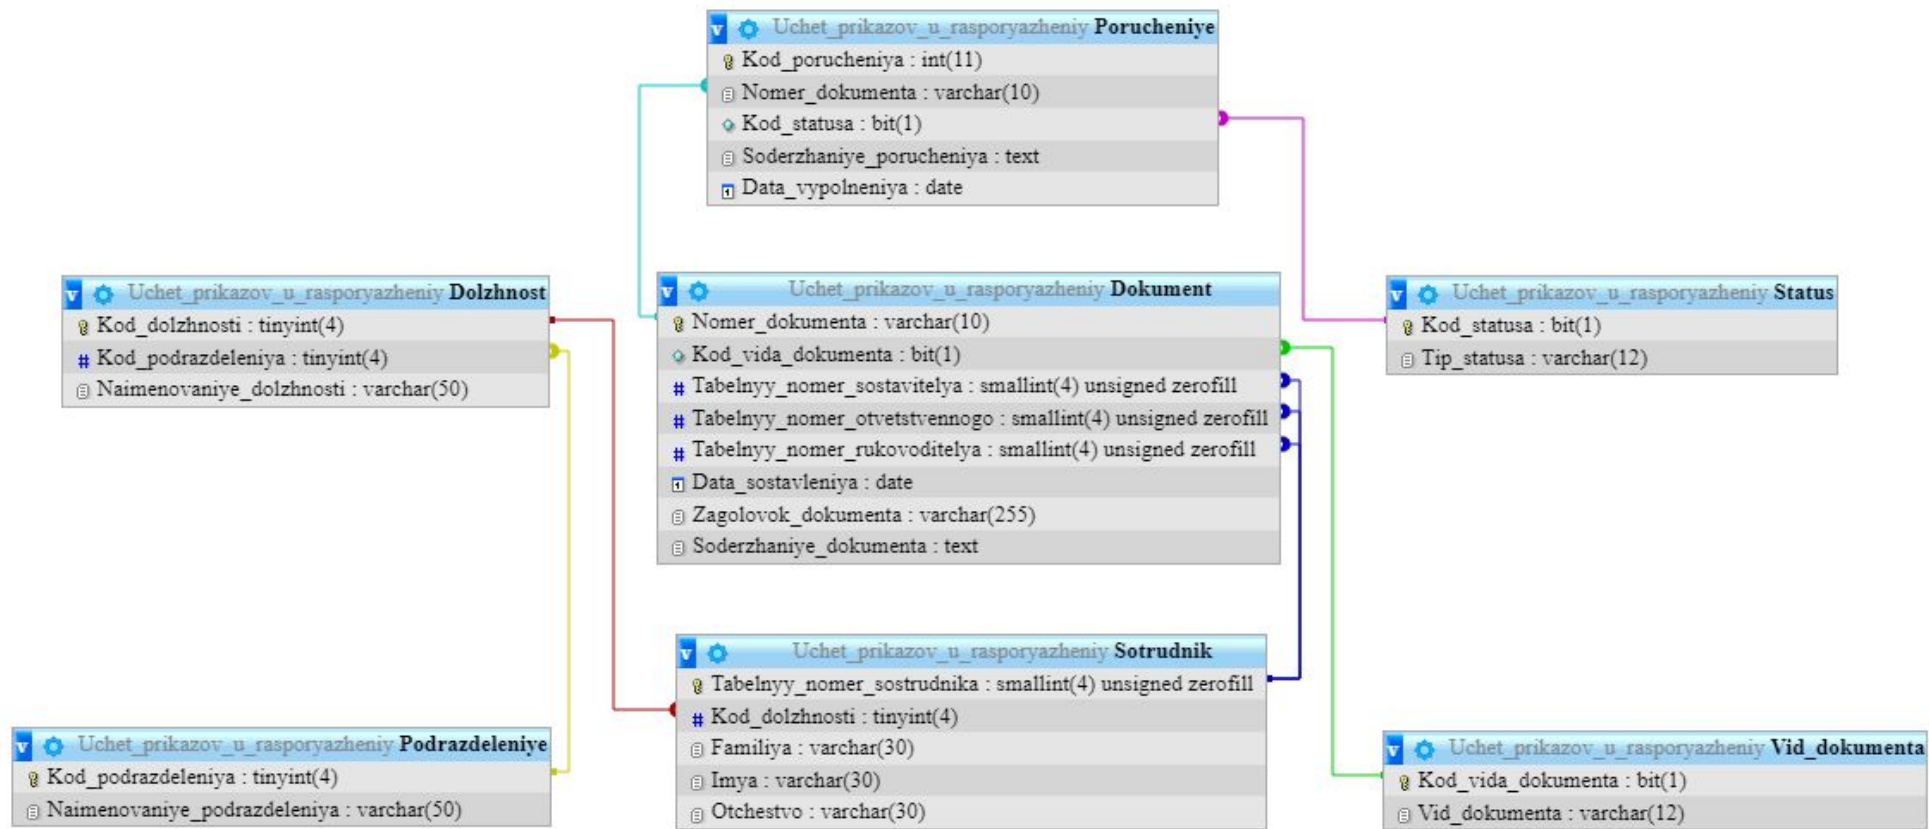 Uchet_prikazov_u_rasporyazheniy Porucheniye
Kod_porucheniya : int(11)
Nomer_dokumenta : varchar(10)
Kod_statusa : bit(1)
Soderzhaniye_porucheniya : text
Data_vypolneniya : date
Uchet_prikazov_u_rasporyazheniy Dolzhnost
Kod_dolzhnosti : tinyint(4)
# Kod_podrazdeleniya : tinyint(4)
Naimenovaniye_dolzhnosti : varchar(50)
Uchet_prikazov_u_rasporyazheniy Dokument
Nomer_dokumenta : varchar(10)
Kod_vida_dokumenta : bit(1)
# Tabelnyy_nomer_sostavitelya : smallint(4) unsigned zerofill
# Tabelnyy_nomer_otvetstvennogo : smallint(4) unsigned zerofill
# Tabelnyy_nomer_rukovoditelya : smallint(4) unsigned zerofill
Data_sostavleniya : date
Zagolovok_dokumenta : varchar(255)
Soderzhaniye_dokumenta : text
Uchet_prikazov_u_rasporyazheniy Status
Kod_statusa : bit(1)
Tip_statusa : varchar(12)
Uchet_prikazov_u_rasporyazheniy Podrazdeleniye
Kod_podrazdeleniya : tinyint(4)
Naimenovaniye_podrazdeleniya : varchar(50)
Uchet_prikazov_u_rasporyazheniy Sotrudnik
Tabelnyy_nomer_sostrudnika : smallint(4) unsigned zerofill
# Kod_dolzhnosti : tinyint(4)
Familiya : varchar(30)
Imya : varchar(30)
Otchestvo : varchar(30)
Uchet_prikazov_u_rasporyazheniy Vid_dokumenta
Kod_vida_dokumenta : bit(1)
Vid_dokumenta : varchar(12)